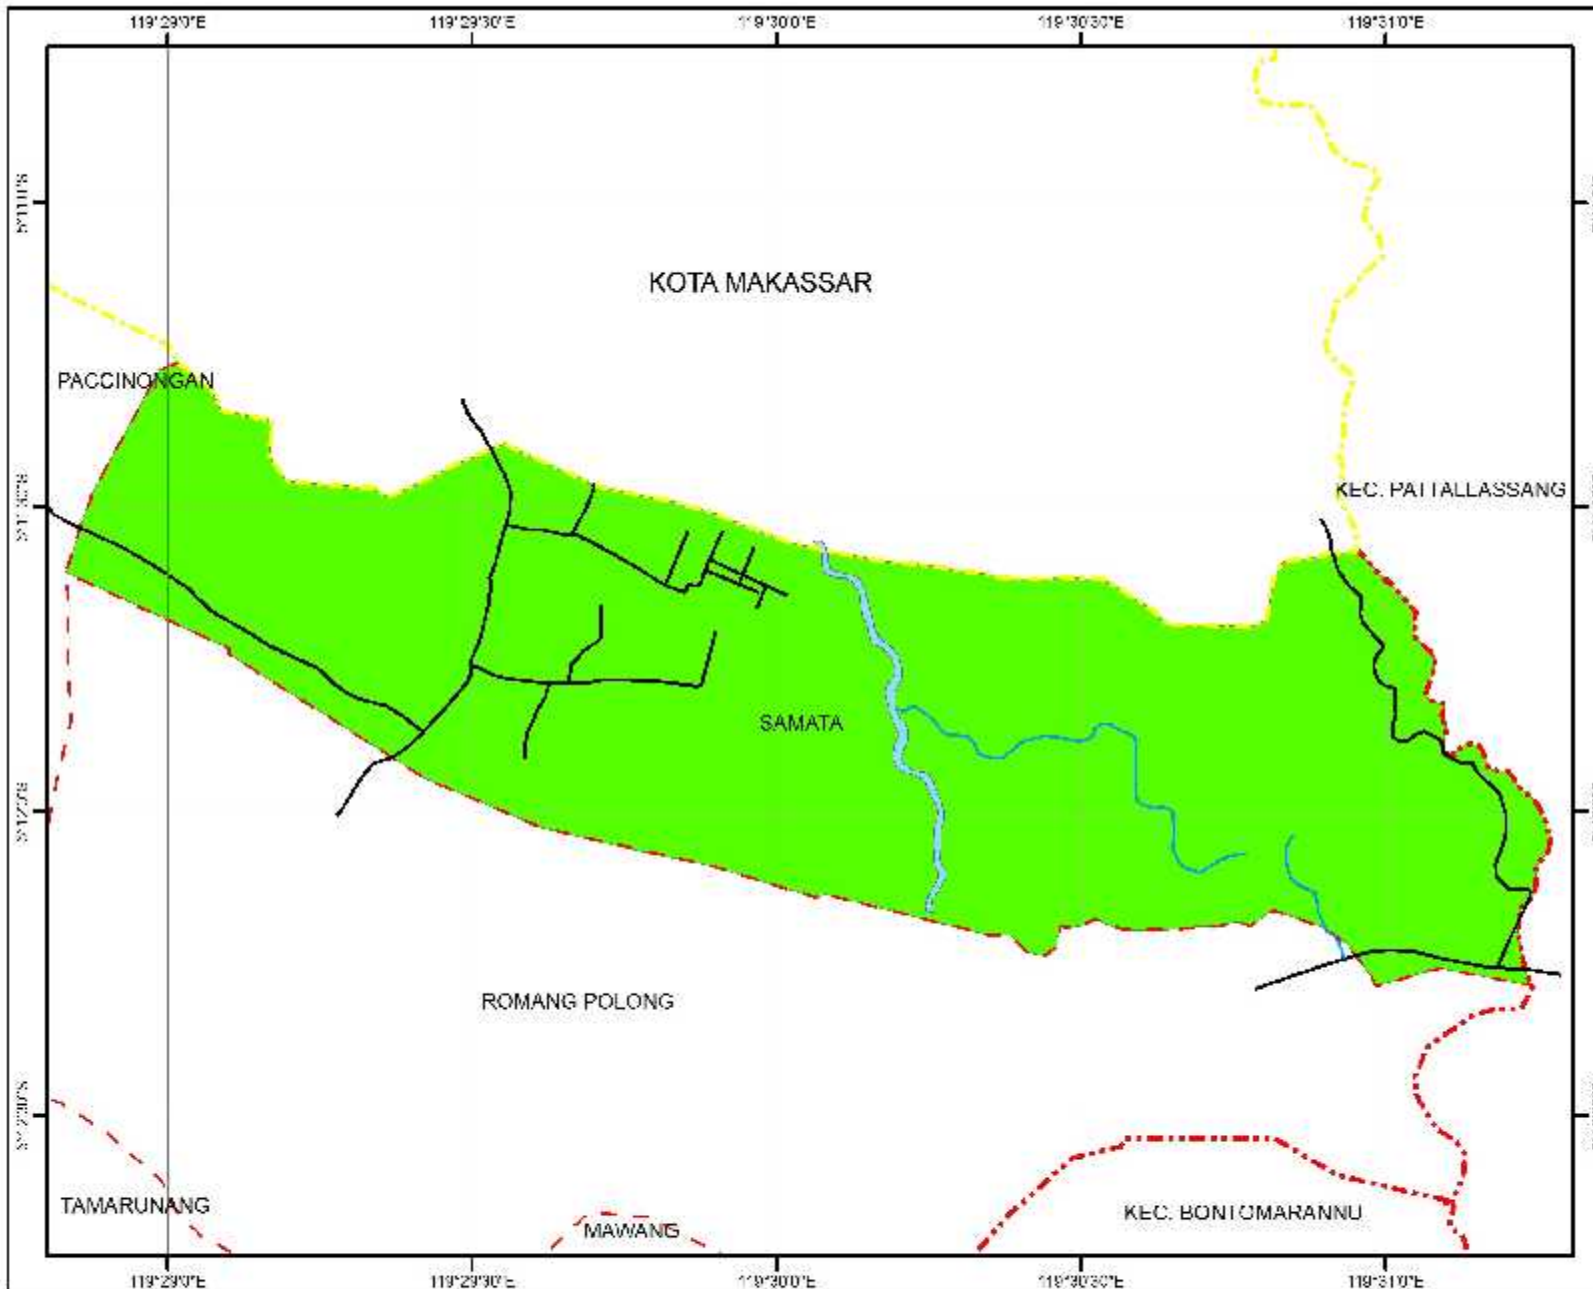 119°29'0"E 119°29'30"E 119°30'0"E 119°30'30"E 119°31'0"E
KOTA MAKASSAR
PACCINONGAN
KEC. PATTALLASSANG
SAMATA
ROMANG POLONG
TAMARUNANG
MAWANG
KEC. BONTOMARANNU
119°29'0"E 119°29'30"E 119°30'0"E 119°30'30"E 119°31'0"E